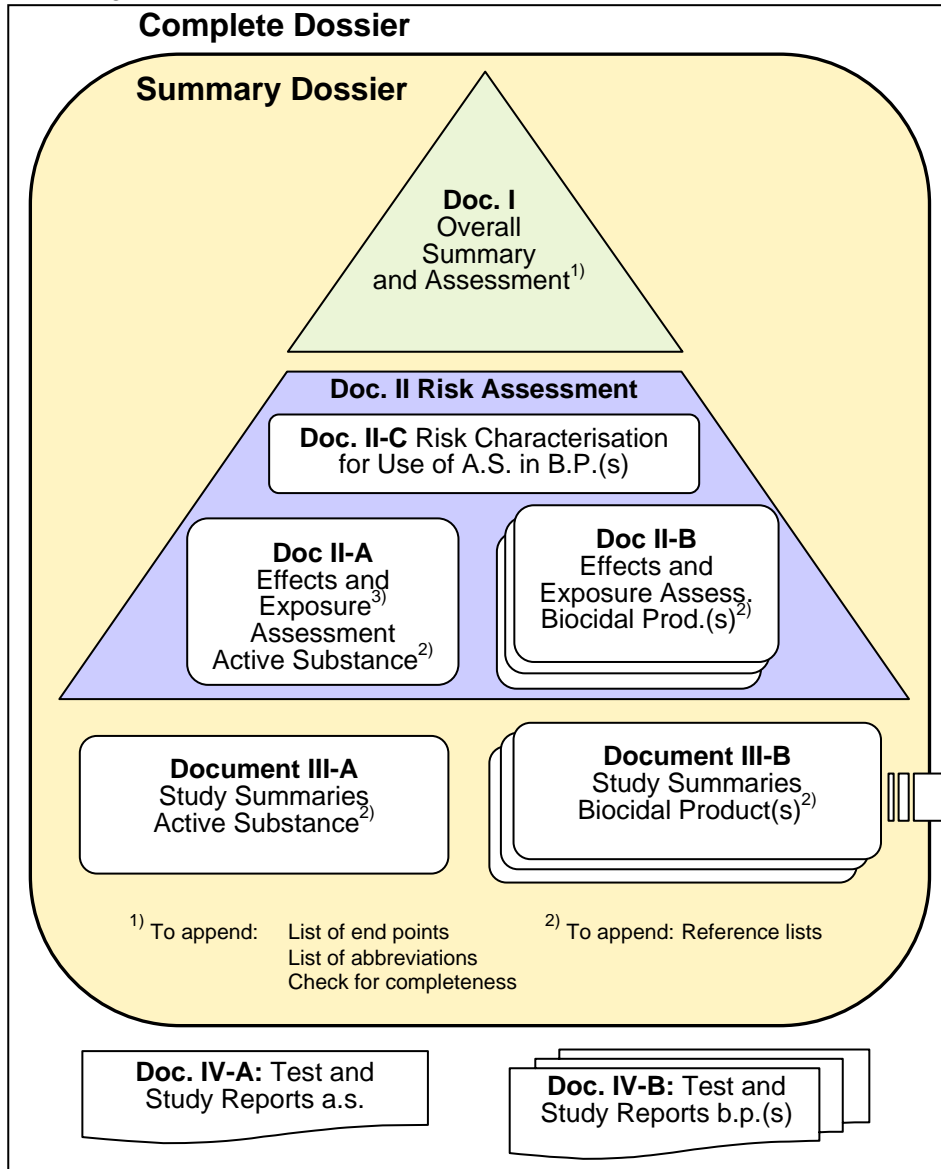 Complete Dossier
Summary Dossier
Doc. I
Overall
Summary
and Assessment1)
Doc. II Risk Assessment
Doc. II-C Risk Characterisation
for Use of A.S. in B.P.(s)
Doc II-A
Effects and
Exposure3)
Assessment
Active Substance2)
Doc II-B
Effects and
Exposure Assess.
Biocidal Prod.(s)2)
Document III-A
Study Summaries
Active Substance2)
Document III-B
Study Summaries
Biocidal Product(s)2)
1) To append: List of end points
List of abbreviations
Check for completeness
2) To append: Reference lists
Doc. IV-A: Test and
Study Reports a.s.
Doc. IV-B: Test and
Study Reports b.p.(s)